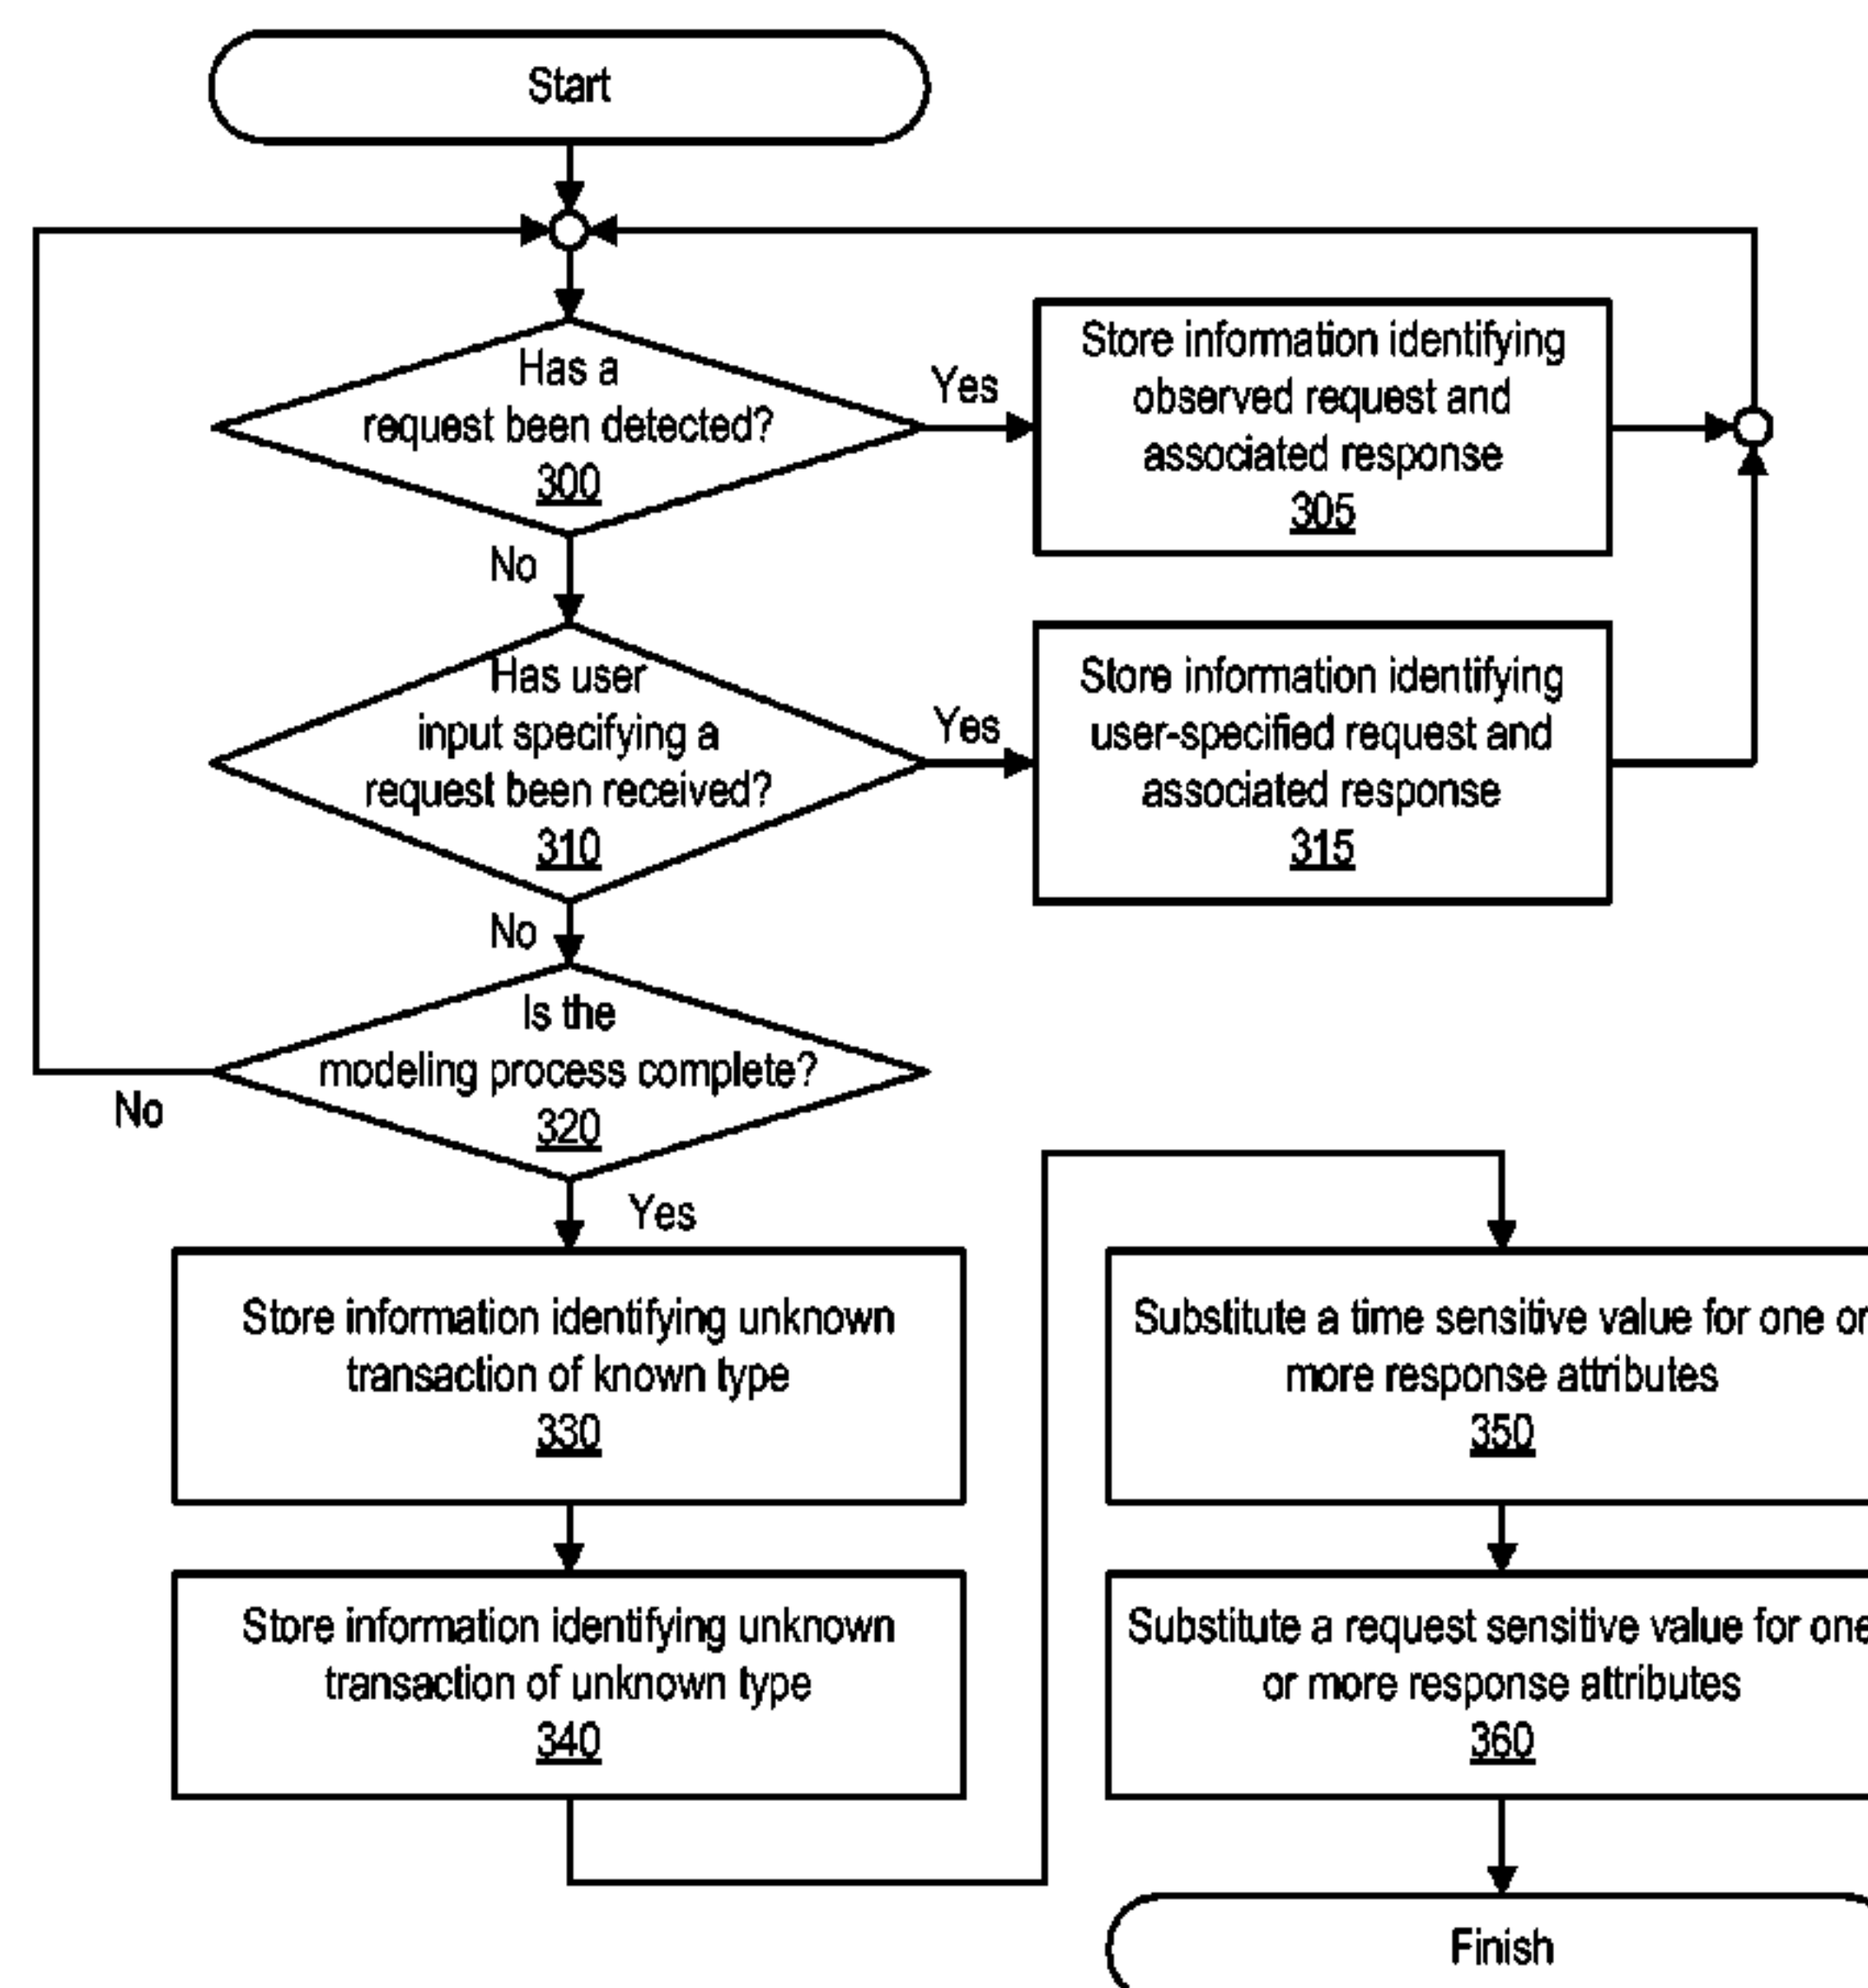 Start
Has a
request been detected?
300
Yes
Store information identifying
observed request and
associated response
305
No
Has user
input specifying a
request been received?
310
Yes
Store information identifying
user-specified request and
associated response
315
No
Is the
modeling process complete?
320
No
Yes
Store information identifying unknown
transaction of known type
330
Store information identifying unknown
transaction of unknown type
340
Substitute a time sensitive value for one or
more response attributes
350
Substitute a request sensitive value for one
or more response attributes
360
Finish